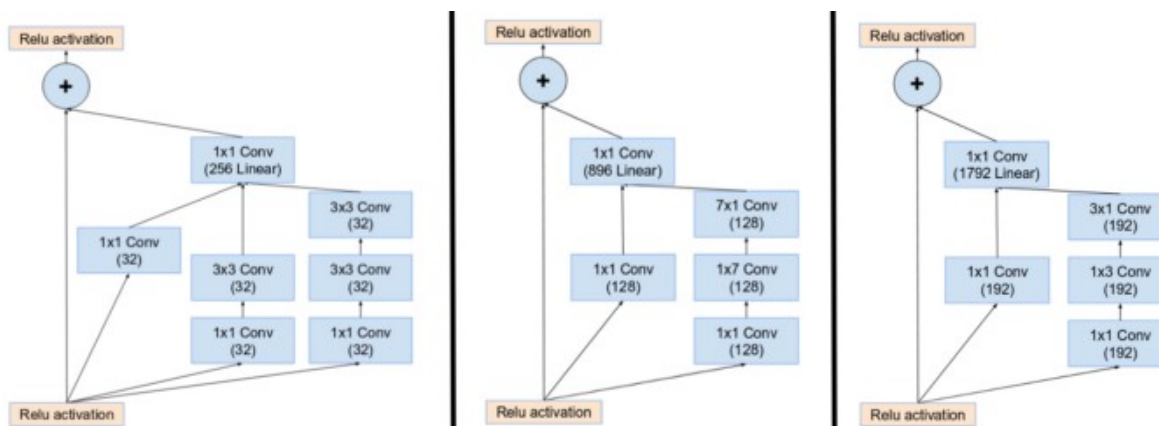 Relu activation
+
1x1 Conv
(256 Linear)
3x3 Conv
(32)
1x1 Conv
(32)
3x3 Conv
(32)
3x3 Conv
(32)
1x1 Conv
(32)
1x1 Conv
(32)
Relu activation
Relu activation
+
1x1 Conv
(896 Linear)
7x1 Conv
(128)
1x1 Conv
(128)
1x7 Conv
(128)
1x1 Conv
(128)
Relu activation
Relu activation
+
1x1 Conv
(1792 Linear)
3x1 Conv
(192)
1x1 Conv
(192)
1x3 Conv
(192)
1x1 Conv
(192)
Relu activation